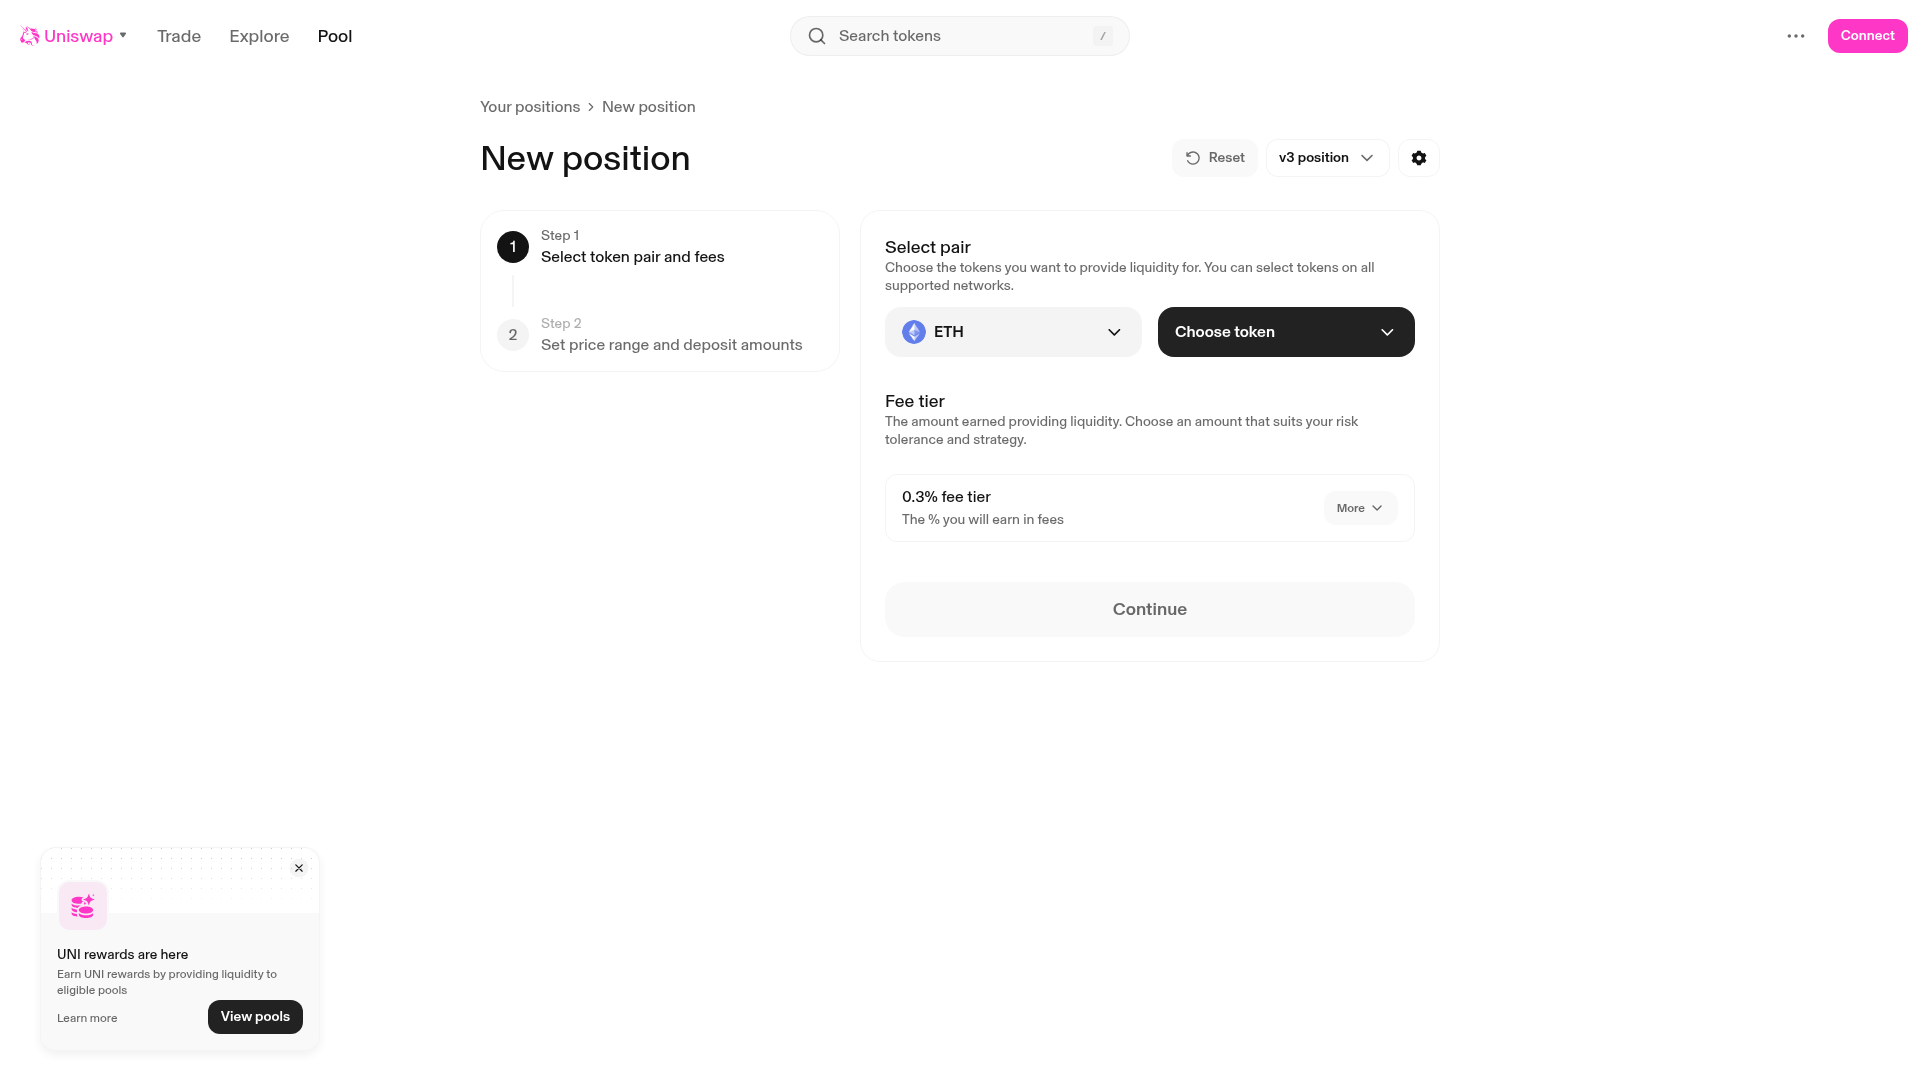 Uniswap
Trade
Explore
Pool
Search tokens
/
Connect
Your positions > New position
New position
Reset
v3 position
1
Step 1
Select token pair and fees
2
Step 2
Set price range and deposit amounts
Select pair
Choose the tokens you want to provide liquidity for. You can select tokens on all
supported networks.
ETH
Choose token
Fee tier
The amount earned providing liquidity. Choose an amount that suits your risk
tolerance and strategy.
0.3% fee tier
The % you will earn in fees
More
Continue
UNI rewards are here
Earn UNI rewards by providing liquidity to
eligible pools
Learn more
View pools